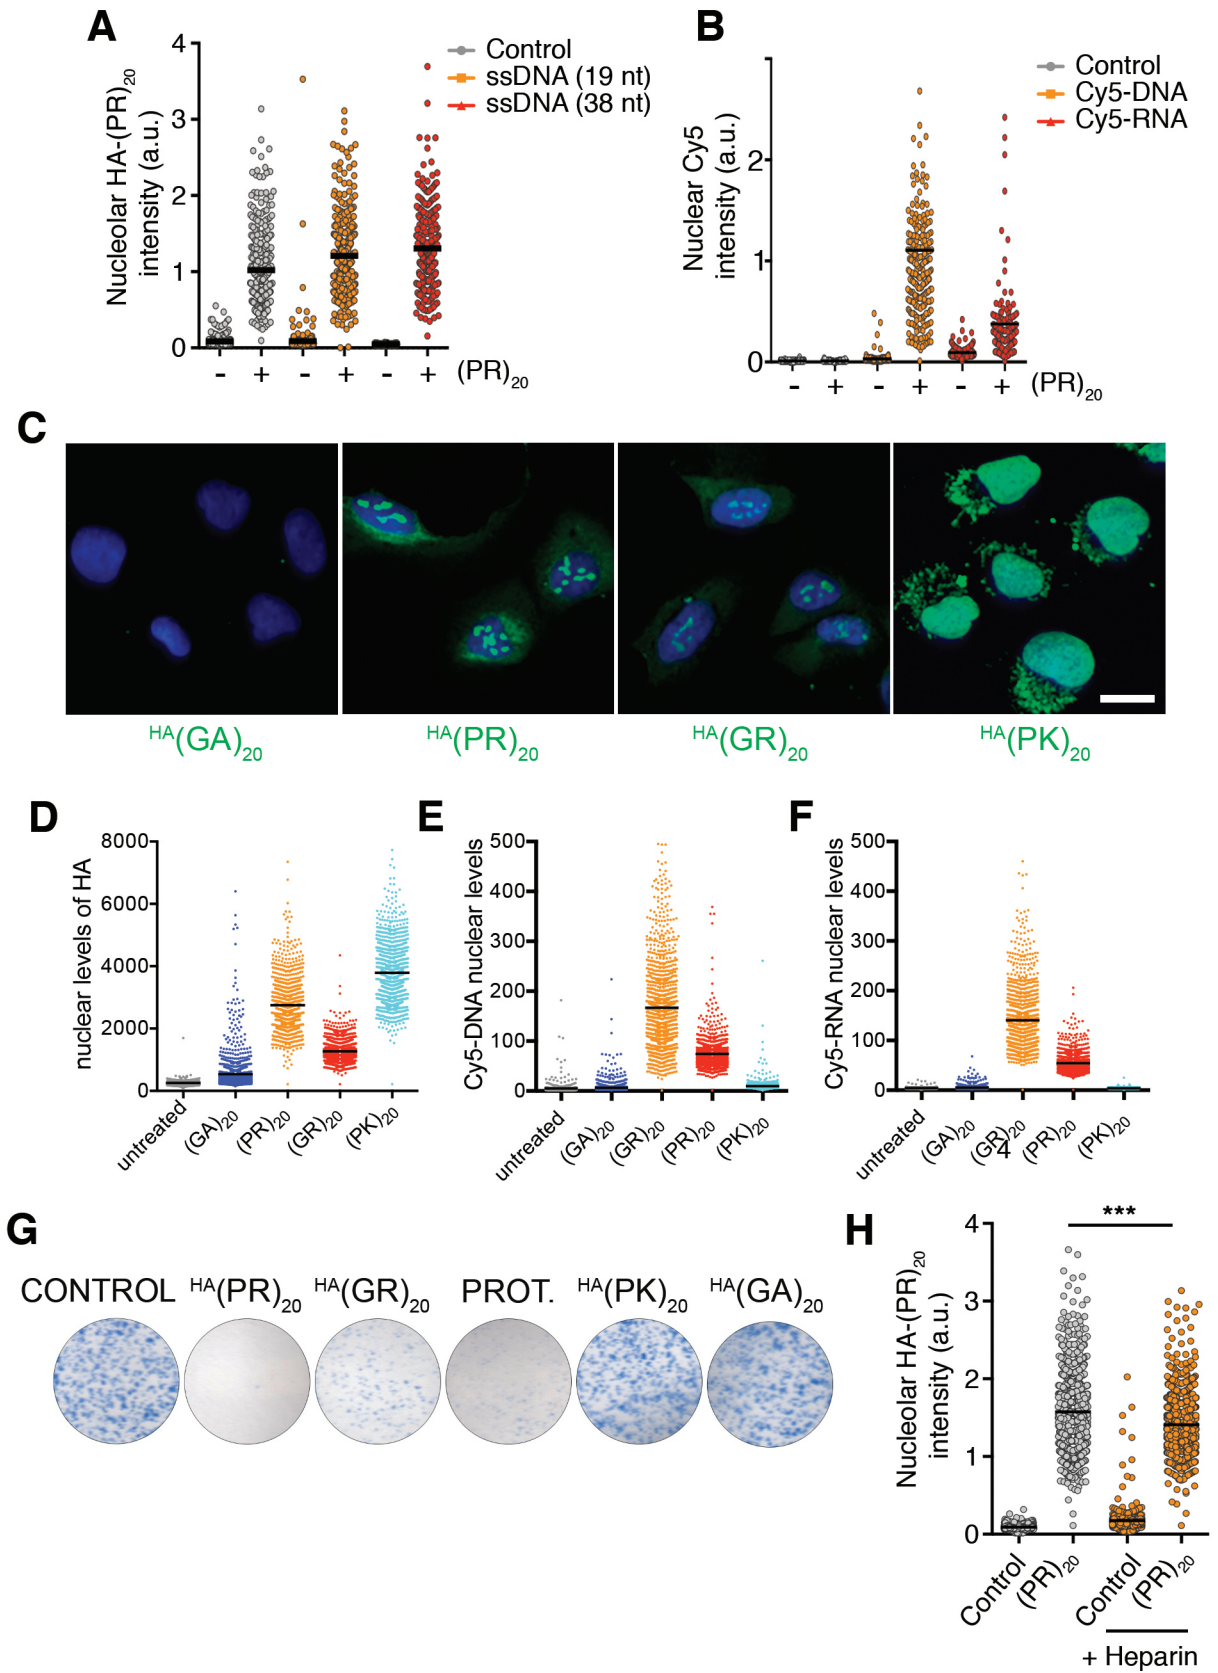 A
Nucleolar HA-(PR)20
intensity (a.u.)
4
3
2
1
0
Control
ssDNA (19 nt)
ssDNA (38 nt)
- + - + - + (PR)20
B
Nuclear Cy5
intensity (a.u.)
2
1
0
Control
Cy5-DNA
Cy5-RNA
- + - + - + (PR)20
C
HA(GA)20
HA(PR)20
HA(GR)20
HA(PK)20
D
nuclear levels of HA
8000
6000
4000
2000
0
untreated
(GA)20
(PR)20
(GR)20
(PK)20
E
Cy5-DNA nuclear levels
500
400
300
200
100
0
untreated
(GA)20
(GR)20
(PR)20
(PK)20
F
Cy5-RNA nuclear levels
500
400
300
200
100
0
untreated
(GA)20
(GR)20
4
(PR)20
(PK)20
G
CONTROL
HA(PR)20
HA(GR)20
PROT.
HA(PK)20
HA(GA)20
H
Nucleolar HA-(PR)20
intensity (a.u.)
4
3
2
1
0
***
Control
(PR)20
Control
(PR)20
+ Heparin